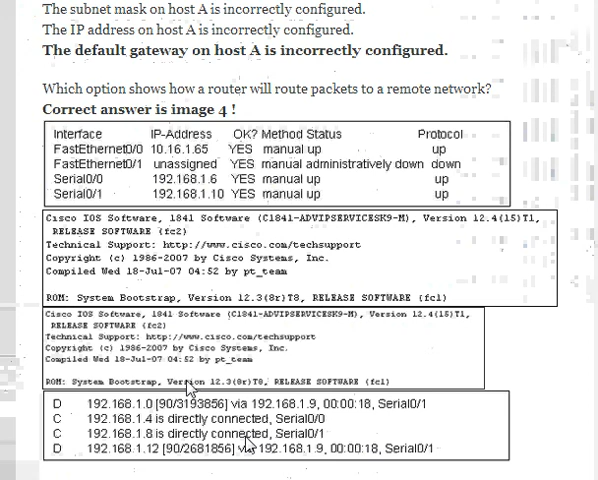 The subnet mask on host A is incorrectly configured.
The IP address on host A is incorrectly configured.
The default gateway on host A is incorrectly configured.
Which option shows how a router will route packets to a remote network?
Correct answer is image 4 !
Interface IP-Address OK? Method Status Protocol
FastEthernet0/0 10.16.1.65 YES manual up up
FastEthernet0/1 unassigned YES manual administratively down down
Serial0/0 192.168.1.6 YES manual up up
Serial0/1 192.168.1.10 YES manual up up
Cisco IOS Software, 1841 Software (C1841-ADVIPSERVICESK9-M), Version 12.4(15)T1,
RELEASE SOFTWARE (fc2)
Technical Support: http://www.cisco.com/techsupport
Copyright (c) 1986-2007 by Cisco Systems, Inc.
Compiled Wed 18-Jul-07 04:52 by pt_team
ROM: System Bootstrap, Version 12.3(8r)T8, RELEASE SOFTWARE (fc1)
Cisco IOS Software, 1841 Software (C1841-ADVIPSERVICESK9-M), Version 12.4(15)T1,
RELEASE SOFTWARE (fc2)
Technical Support: http://www.cisco.com/techsupport
Copyright (c) 1986-2007 by Cisco Systems, Inc.
Compiled Wed 18-Jul-07 04:52 by pt_team
ROM: System Bootstrap, Version 12.3(8r)T8, RELEASE SOFTWARE (fc1)
D 192.168.1.0 [90/3193856] via 192.168.1.9, 00:00:18, Serial0/1
C 192.168.1.4 is directly connected, Serial0/0
C 192.168.1.8 is directly connected, Serial0/1
D 192.168.1.12 [90/2681856] via 192.168.1.9, 00:00:18, Serial0/1